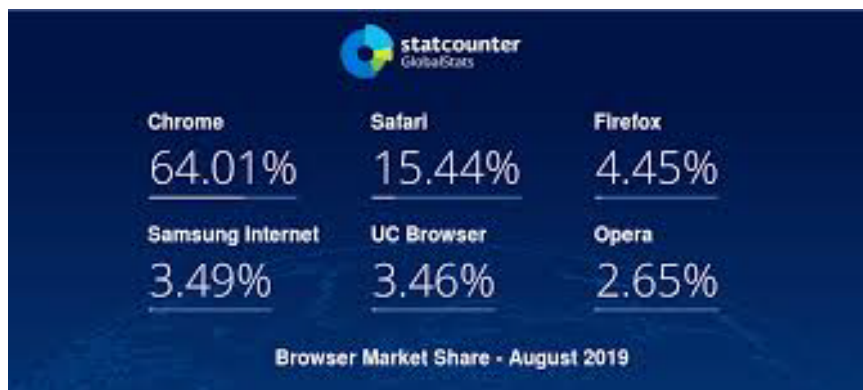 statcounter
GlobalStats
Chrome Safari Firefox
64.01% 15.44% 4.45%
Samsung Internet UC Browser Opera
3.49% 3.46% 2.65%
Browser Market Share - August 2019